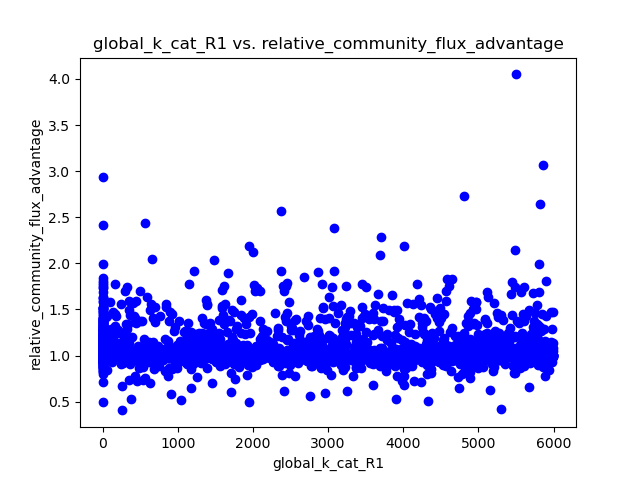 global_k_cat_R1 vs. relative_community_flux_advantage
4.0
3.5
3.0
2.5
2.0
1.5
1.0
0.5
relative_community_flux_advantage
0 1000 2000 3000 4000 5000 6000
global_k_cat_R1